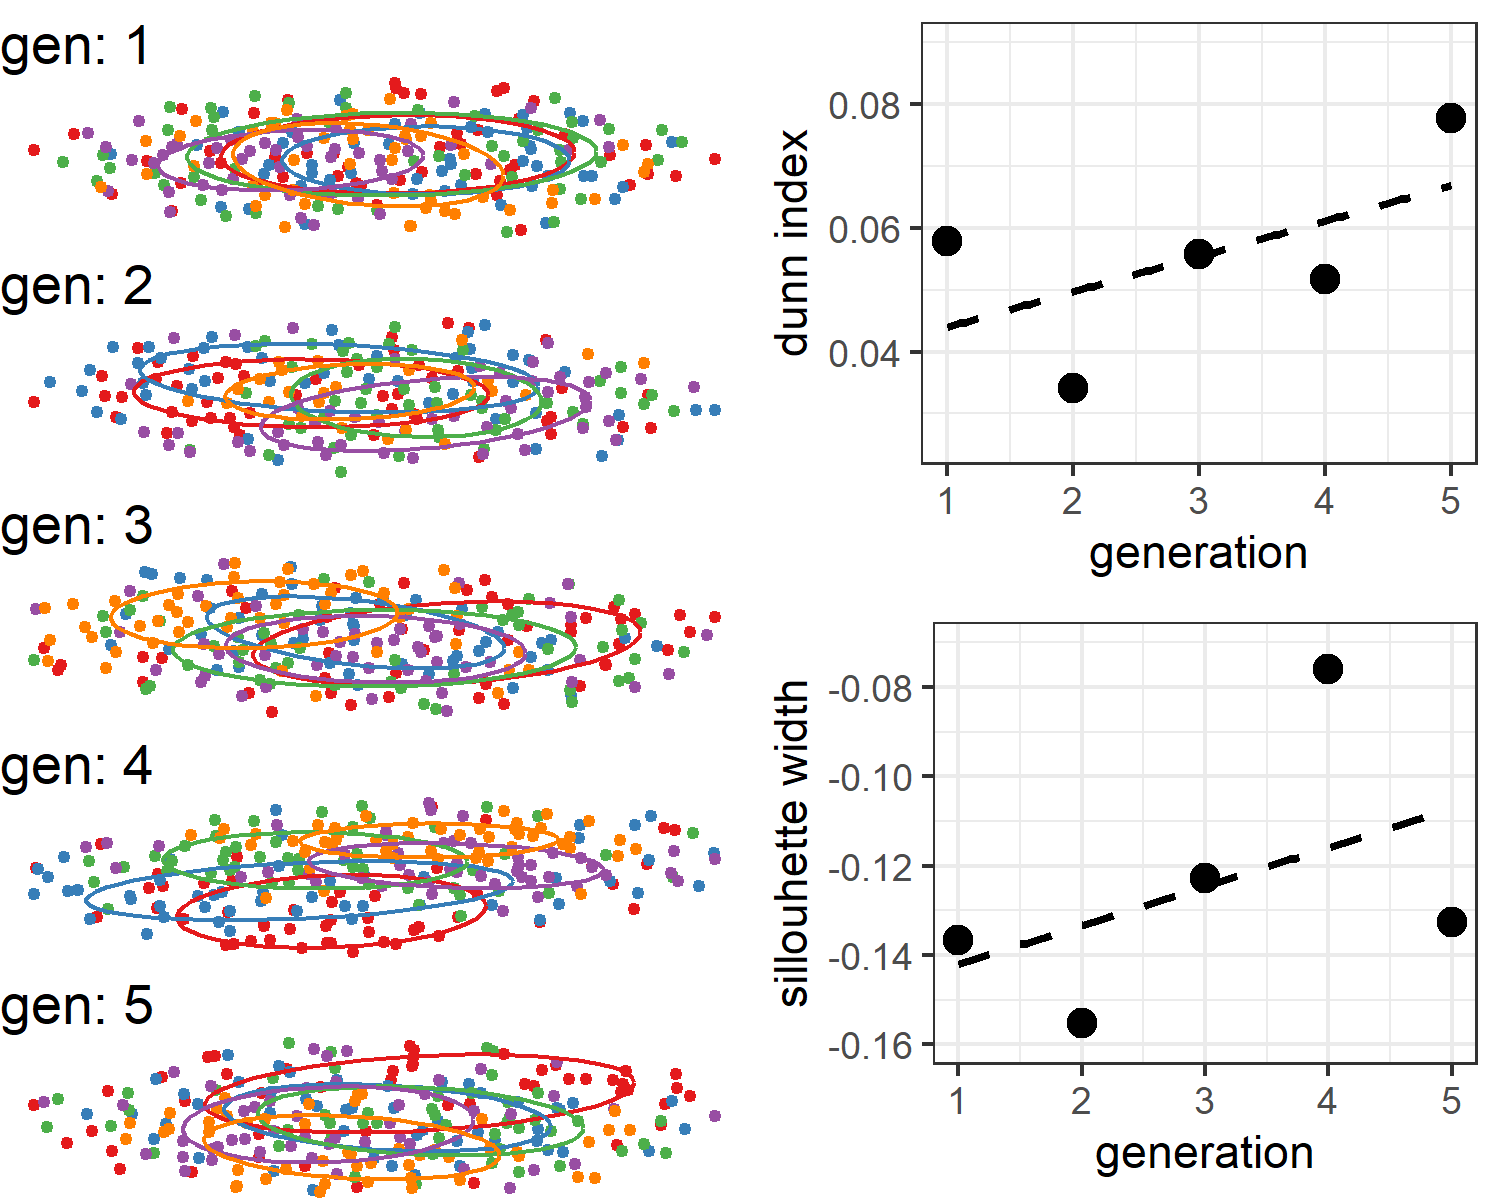 gen: 1
gen: 2
gen: 3
gen: 4
gen: 5
dunn index
0.08
0.06
0.04
1 2 3 4 5
generation
sillouhette width
-0.08
-0.10
-0.12
-0.14
-0.16
1 2 3 4 5
generation